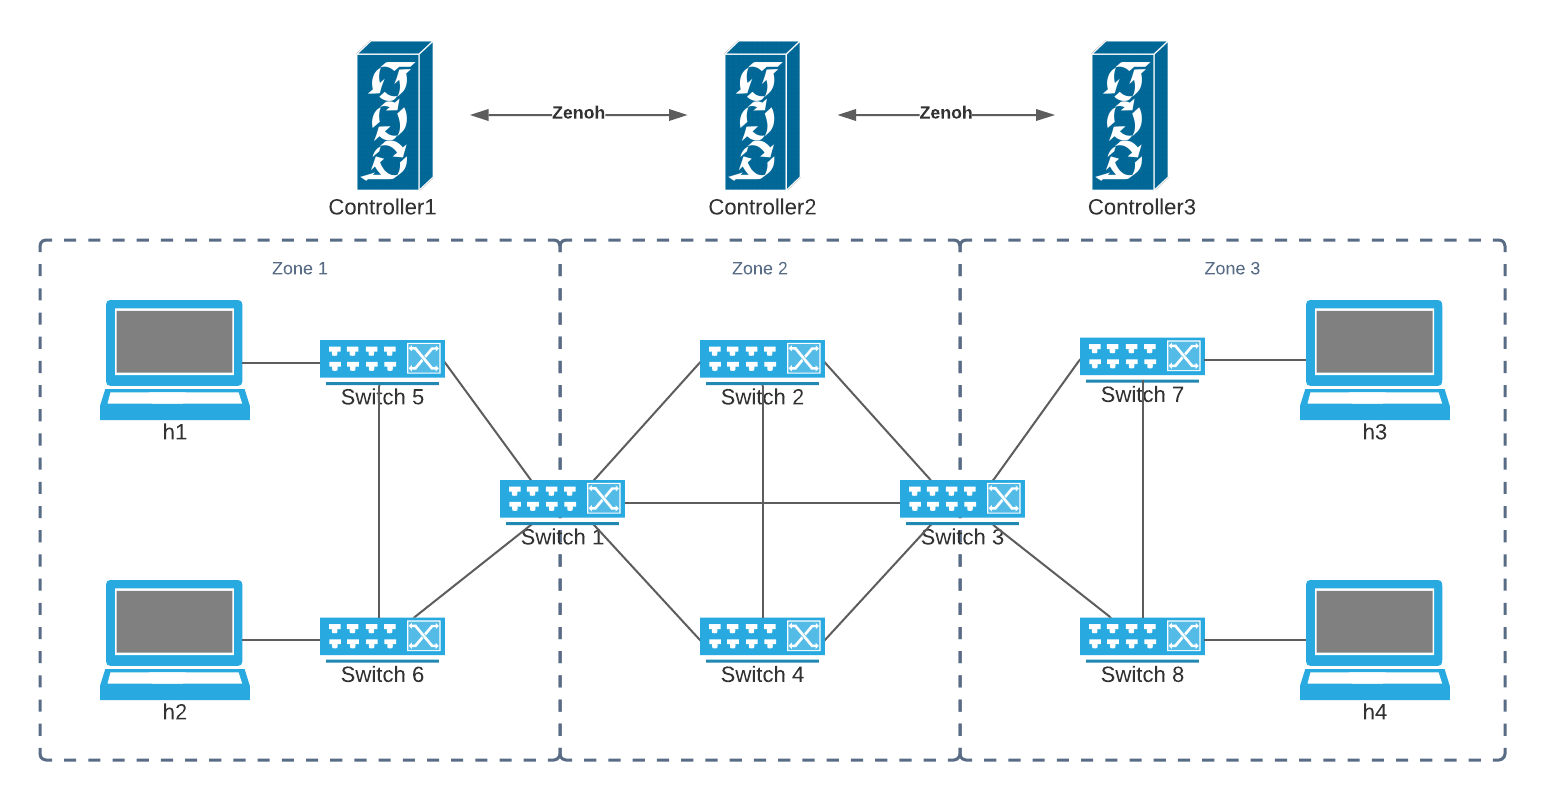 Zenoh
Zenoh
Controller1
Controller2
Controller3
Zone 1
Zone 2
Zone 3
Switch 5
Switch 2
Switch 7
h1
h3
Switch 1
Switch 3
Switch 6
Switch 4
Switch 8
h2
h4